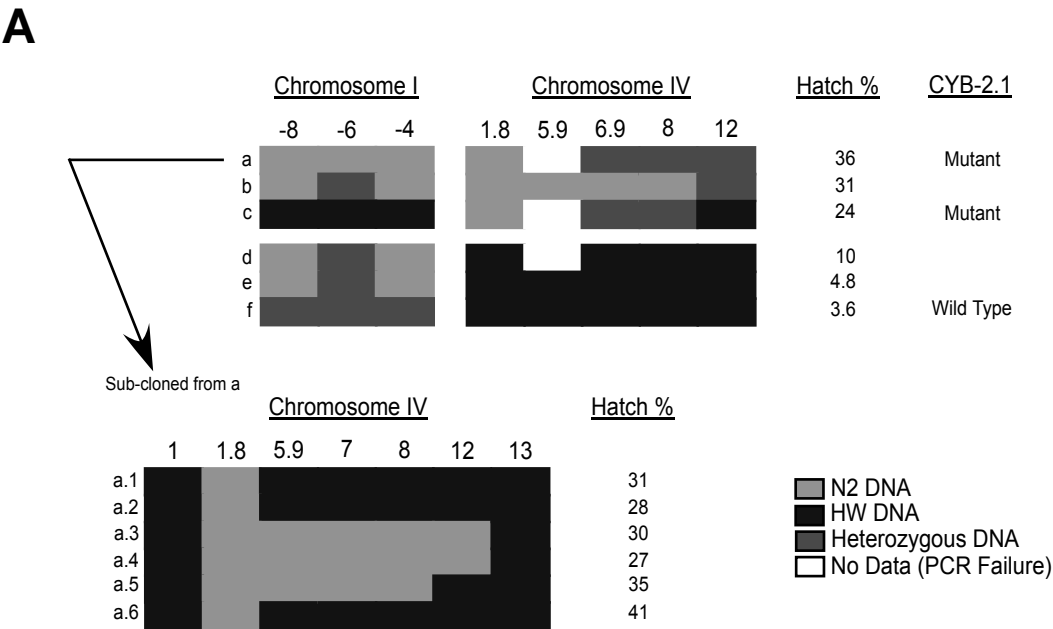 A
Chromosome I Chromosome IV Hatch % CYB-2.1
-8 -6 -4 1.8 5.9 6.9 8 12
a 36 Mutant
b 31
c 24 Mutant
d 10
e 4.8
f 3.6 Wild Type
Sub-cloned from a
Chromosome IV Hatch %
1 1.8 5.9 7 8 12 13
a.1 31
a.2 28
a.3 30
a.4 27
a.5 35
a.6 41
N2 DNA
HW DNA
Heterozygous DNA
No Data (PCR Failure)